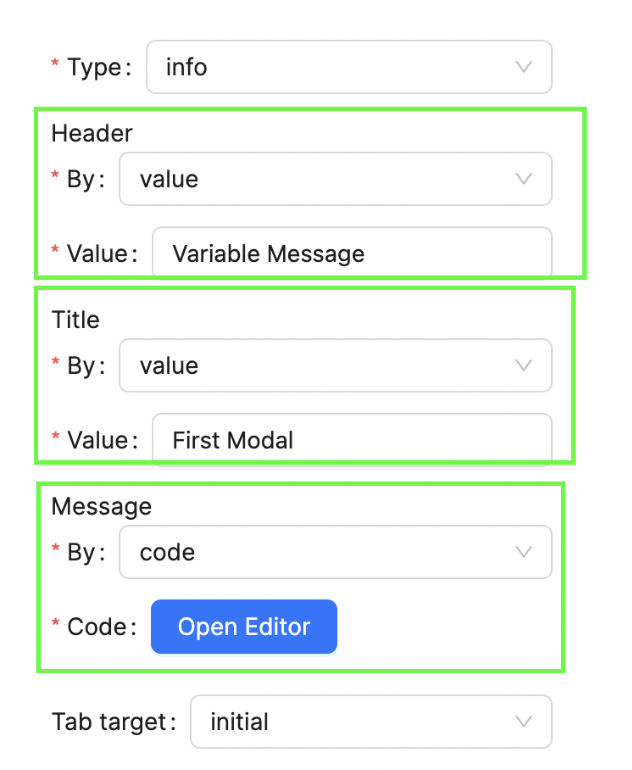 * Type: info
Header
* By: value
* Value: Variable Message
Title
* By: value
* Value: First Modal
Message
* By: code
* Code: Open Editor
Tab target: initial